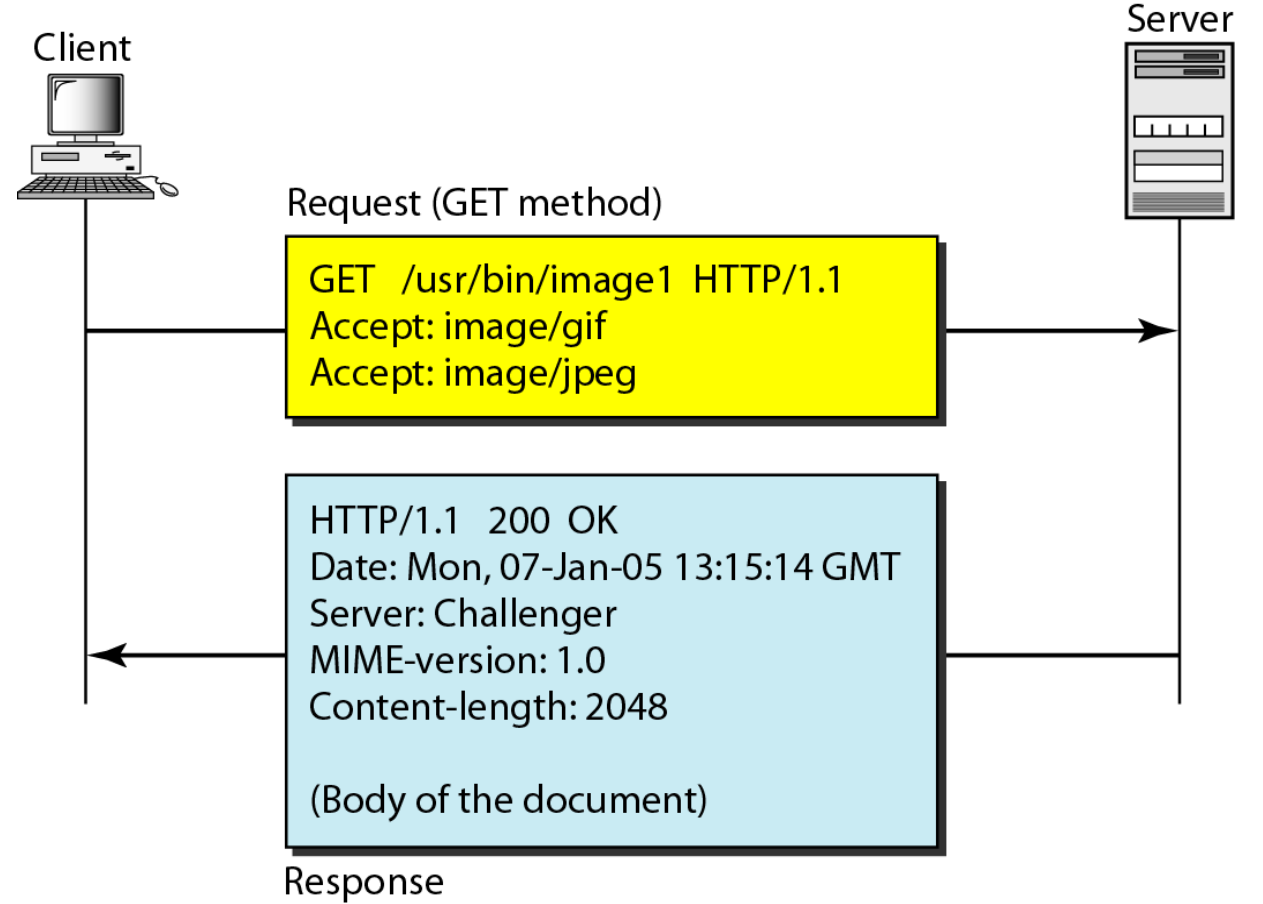 Client
Server
Request (GET method)
GET /usr/bin/image1 HTTP/1.1
Accept: image/gif
Accept: image/jpeg
HTTP/1.1 200 OK
Date: Mon, 07-Jan-05 13:15:14 GMT
Server: Challenger
MIME-version: 1.0
Content-length: 2048
(Body of the document)
Response